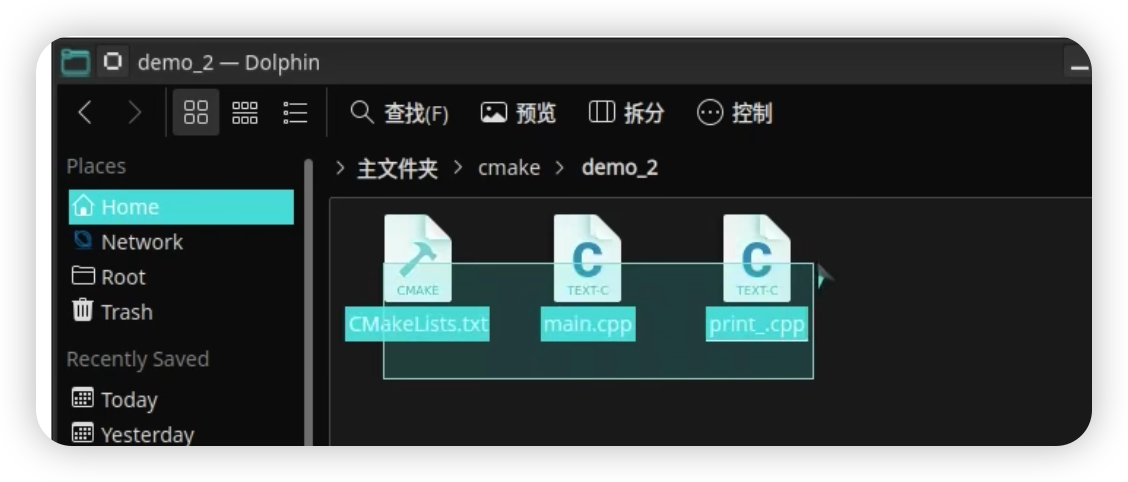 demo_2 — Dolphin
查找(F) 预览 拆分 控制
Places
主文件夹 cmake demo_2
Home
Network
Root
Trash
Recently Saved
Today
Yesterday
C C
CMAKE TEXT-C TEXT-C
CMakeLists.txt main.cpp print_.cpp